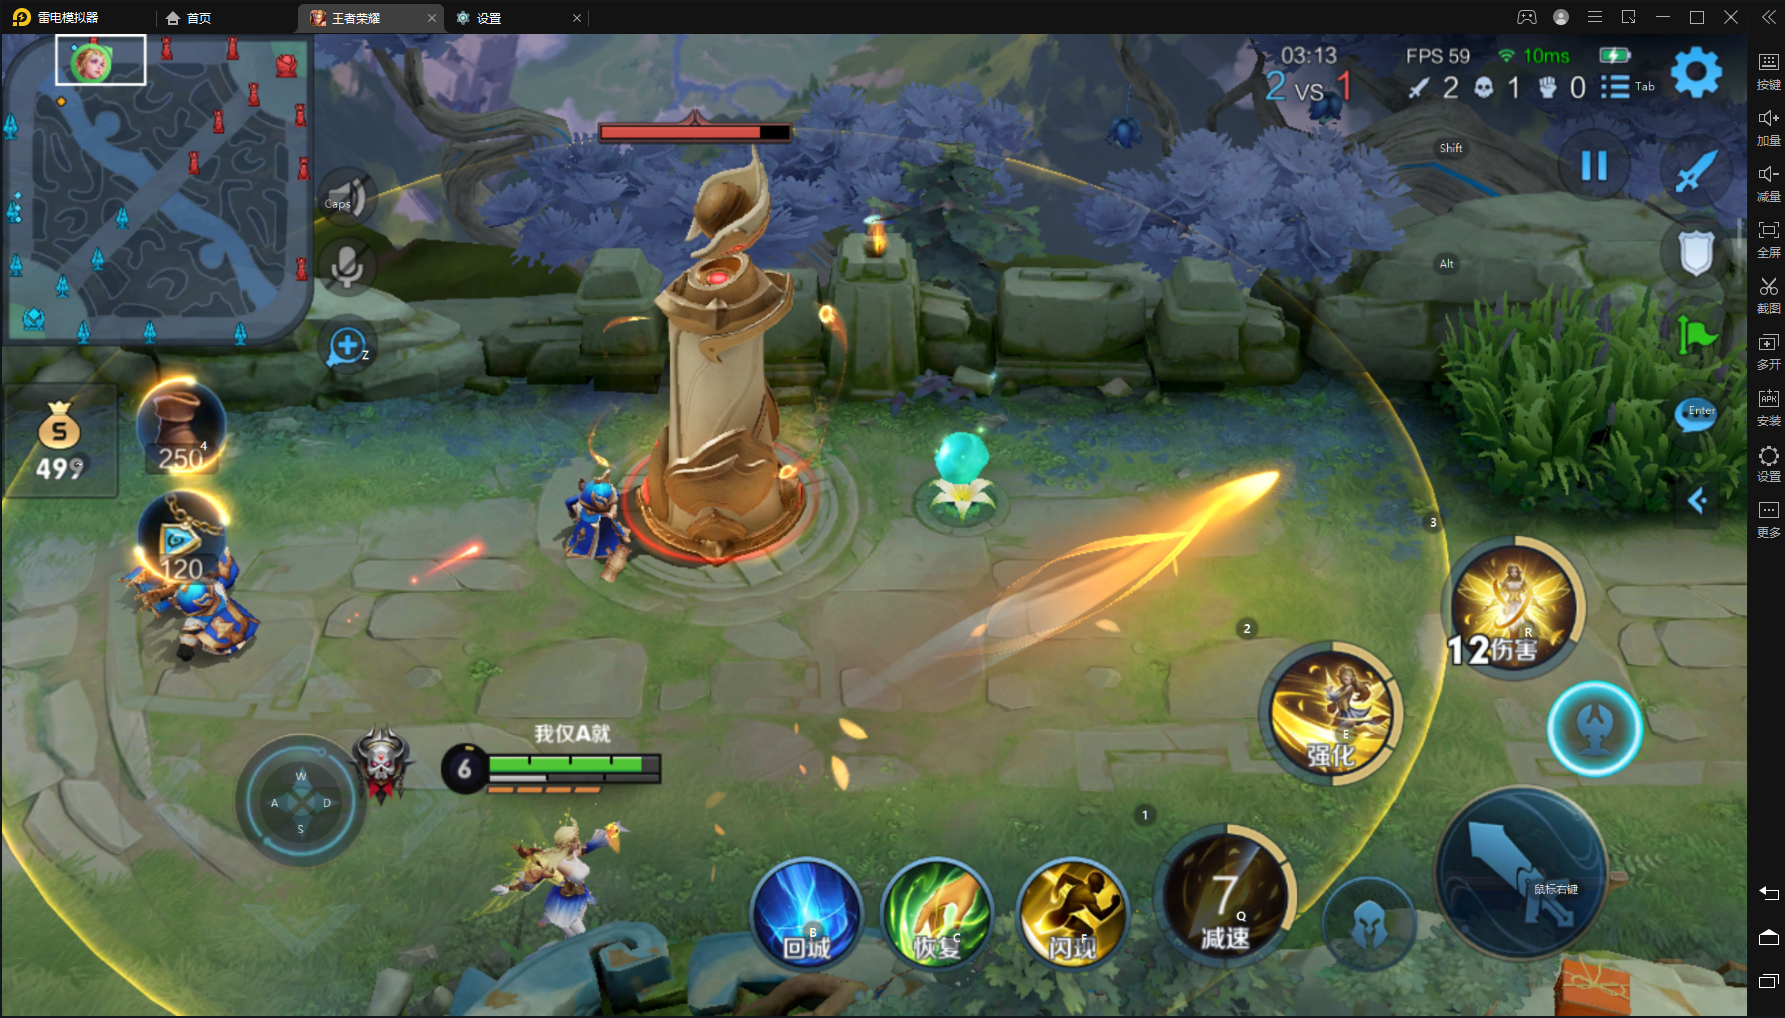 雷电模拟器
首页
王者荣耀
设置
03:13
FPS 59
10ms
2 VS 1
2
1
0
Tab
按键
加量
减量
全屏
截图
多开
安装
设置
更多
Shift
Alt
Enter
Caps
Z
499
250
4
120
3
2
1
12
伤害
R
强化
E
7
Q
减速
鼠标右键
我仅A就
6
W
A
D
S
B
回城
C
恢复
F
闪现
S
APK